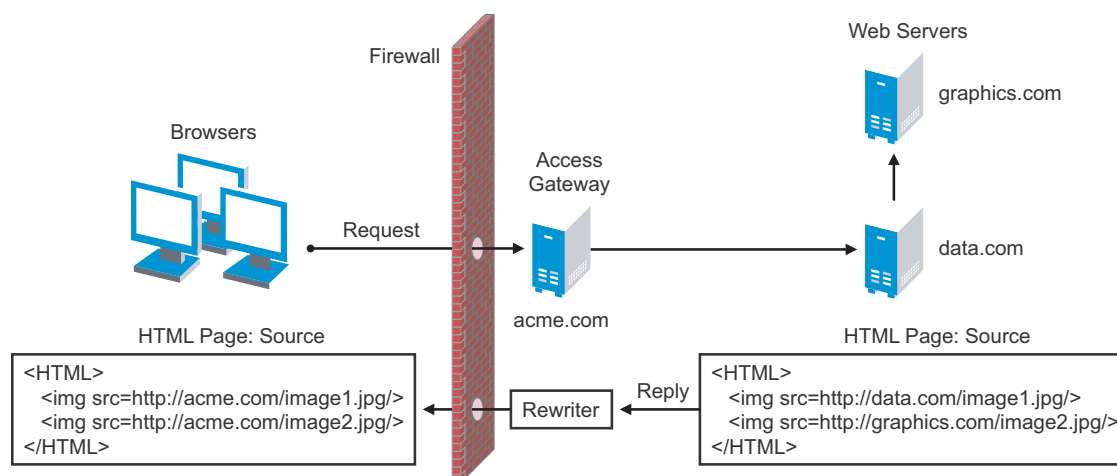 Web Servers
Firewall
graphics.com
Browsers
Access
Gateway
Request
data.com
acme.com
HTML Page: Source
HTML Page: Source
<HTML>
<img src=http://acme.com/image1.jpg/>
<img src=http://acme.com/image2.jpg/>
</HTML>
Rewriter
Reply
<HTML>
<img src=http://data.com/image1.jpg/>
<img src=http://graphics.com/image2.jpg/>
</HTML>